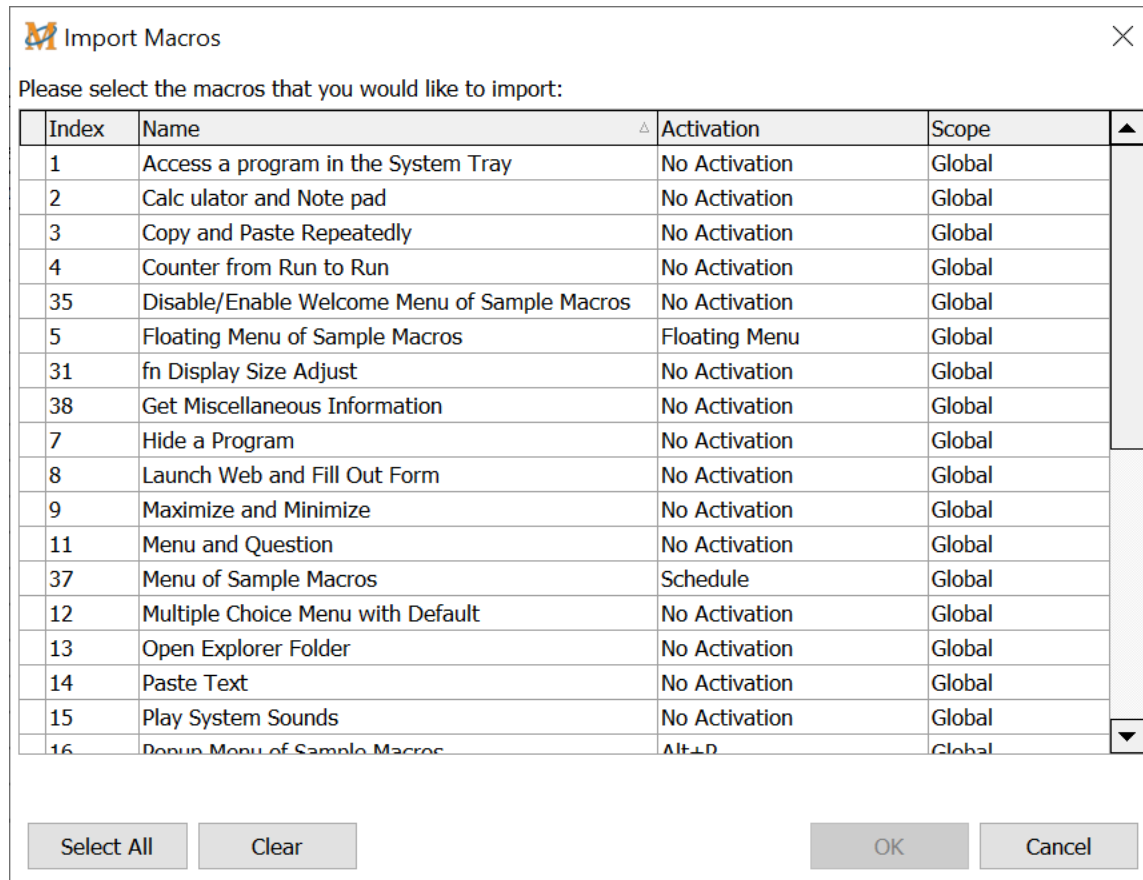 Import Macros
Please select the macros that you would like to import:
Index Name Activation Scope
1 Access a program in the System Tray No Activation Global
2 Calc ulator and Note pad No Activation Global
3 Copy and Paste Repeatedly No Activation Global
4 Counter from Run to Run No Activation Global
35 Disable/Enable Welcome Menu of Sample Macros No Activation Global
5 Floating Menu of Sample Macros Floating Menu Global
31 fn Display Size Adjust No Activation Global
38 Get Miscellaneous Information No Activation Global
7 Hide a Program No Activation Global
8 Launch Web and Fill Out Form No Activation Global
9 Maximize and Minimize No Activation Global
11 Menu and Question No Activation Global
37 Menu of Sample Macros Schedule Global
12 Multiple Choice Menu with Default No Activation Global
13 Open Explorer Folder No Activation Global
14 Paste Text No Activation Global
15 Play System Sounds No Activation Global
16 Popup Menu of Sample Macros Alt+P Global
Select All Clear OK Cancel